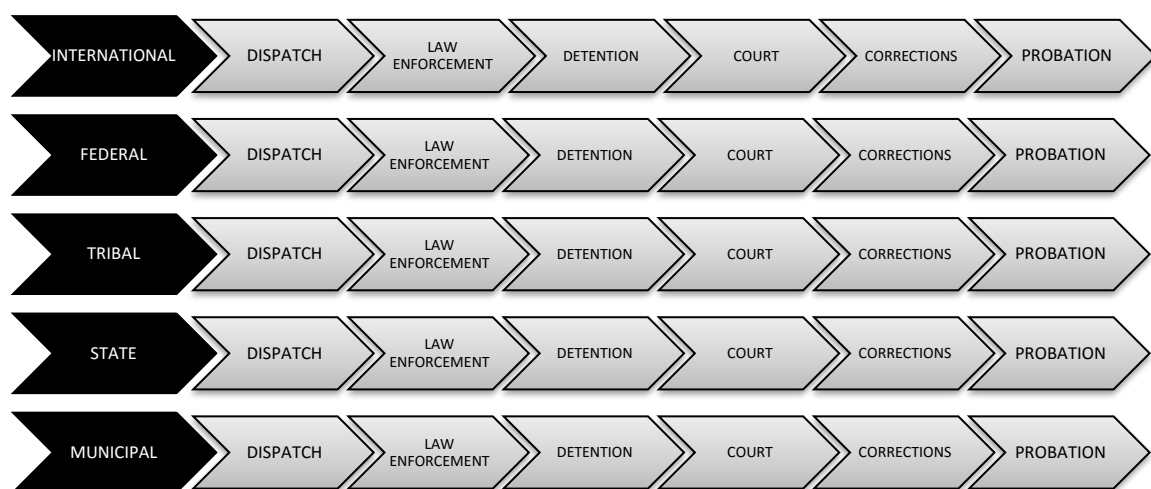 INTERNATIONAL
DISPATCH
LAW
ENFORCEMENT
DETENTION
COURT
CORRECTIONS
PROBATION
FEDERAL
DISPATCH
LAW
ENFORCEMENT
DETENTION
COURT
CORRECTIONS
PROBATION
TRIBAL
DISPATCH
LAW
ENFORCEMENT
DETENTION
COURT
CORRECTIONS
PROBATION
STATE
DISPATCH
LAW
ENFORCEMENT
DETENTION
COURT
CORRECTIONS
PROBATION
MUNICIPAL
DISPATCH
LAW
ENFORCEMENT
DETENTION
COURT
CORRECTIONS
PROBATION